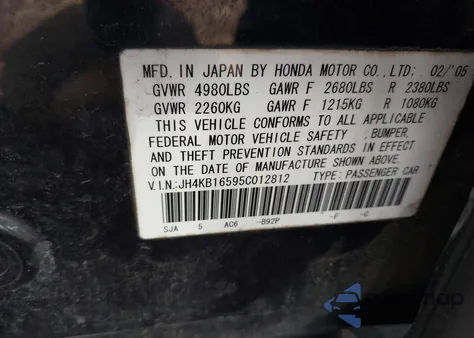 MFD. IN JAPAN BY HONDA MOTOR CO., LTD: 02/'05
GVWR 4980LBS GAWR F 2680LBS R 2380LBS
GVWR 2260KG GAWR F 1215KG R 1080KG
THIS VEHICLE CONFORMS TO ALL APPLICABLE
FEDERAL MOTOR VEHICLE SAFETY , BUMPER,
AND THEFT PREVENTION STANDARDS IN EFFECT
ON THE DATE OF MANUFACTURE SHOWN ABOVE.
V.I.N.:JH4KB16595C012812 TYPE: PASSENGER CAR
SJA 5 AC6 -B92P -F -C